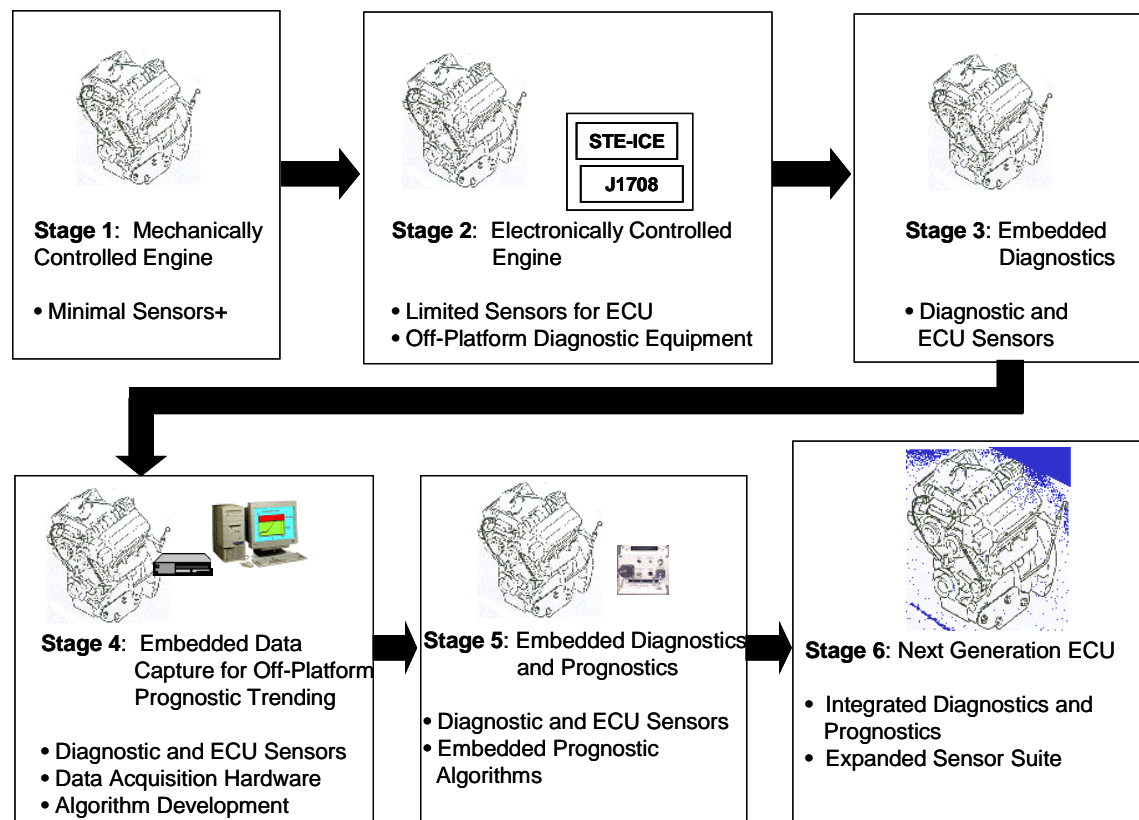 Stage 1: Mechanically
Controlled Engine
• Minimal Sensors+
STE-ICE
J1708
Stage 2: Electronically Controlled
Engine
• Limited Sensors for ECU
• Off-Platform Diagnostic Equipment
Stage 3: Embedded
Diagnostics
• Diagnostic and
ECU Sensors
Stage 4: Embedded Data
Capture for Off-Platform
Prognostic Trending
• Diagnostic and ECU Sensors
• Data Acquisition Hardware
• Algorithm Development
Stage 5: Embedded Diagnostics
and Prognostics
• Diagnostic and ECU Sensors
• Embedded Prognostic
Algorithms
Stage 6: Next Generation ECU
• Integrated Diagnostics and
Prognostics
• Expanded Sensor Suite